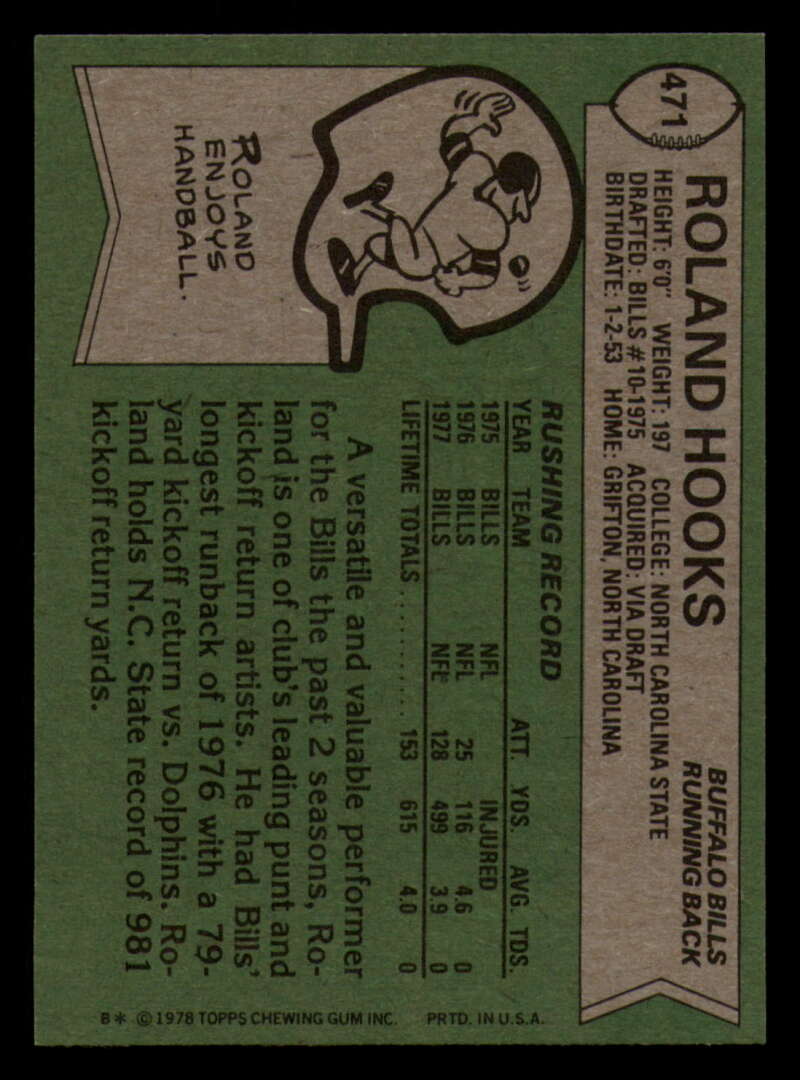 471
ROLAND HOOKS
BUFFALO BILLS
RUNNING BACK
HEIGHT: 6'0" WEIGHT: 197 COLLEGE: NORTH CAROLINA STATE
DRAFTED: BILLS #10-1975 ACQUIRED: VIA DRAFT
BIRTHDATE: 1-2-53 HOME: GRIFTON, NORTH CAROLINA
ROLAND
ENJOYS
HANDBALL.
RUSHING RECORD
YEAR TEAM ATT. YDS. AVG. TDS.
1975 BILLS NFL INJURED
1976 BILLS NFL 25 116 4.6 0
1977 BILLS NFL 128 499 3.9 0
LIFETIME TOTALS.......... 153 615 4.0 0
A versatile and valuable performer
for the Bills the past 2 seasons, Ro-
land is one of club's leading punt and
kickoff return artists. He had Bills'
longest runback of 1976 with a 79-
yard kickoff return vs. Dolphins. Ro-
land holds N.C. State record of 981
kickoff return yards.
B* © 1978 TOPPS CHEWING GUM INC. PRTD. IN U.S.A.